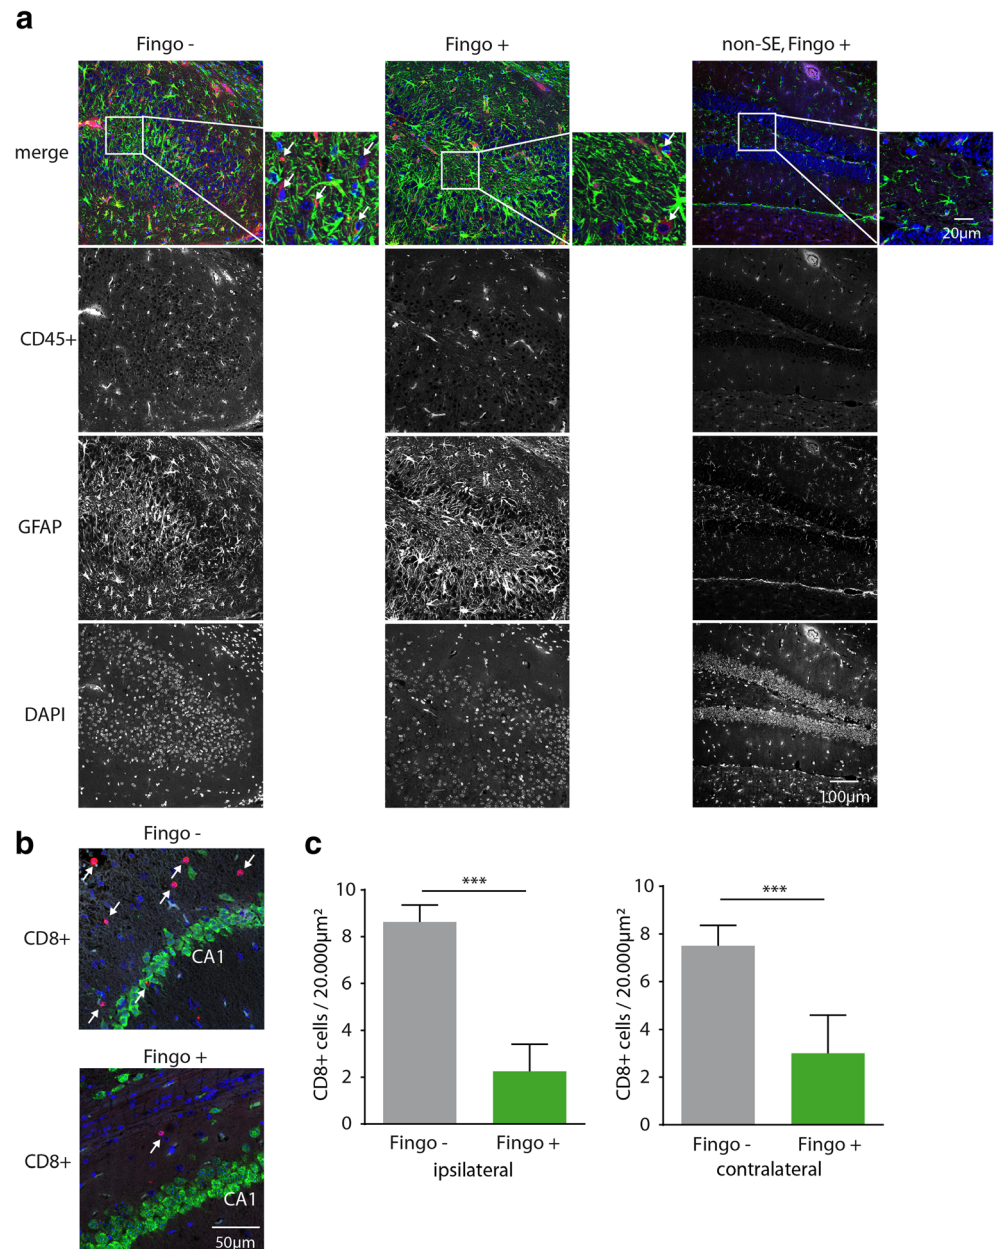 a
Fingo -
Fingo +
non-SE, Fingo +
merge
20µm
CD45+
GFAP
DAPI
100µm
b
Fingo -
CD8+
CA1
Fingo +
CD8+
CA1
50µm
c
***
CD8+ cells / 20.000µm²
10
8
6
4
2
0
Fingo -
Fingo +
ipsilateral
***
CD8+ cells / 20.000µm²
10
8
6
4
2
0
Fingo -
Fingo +
contralateral